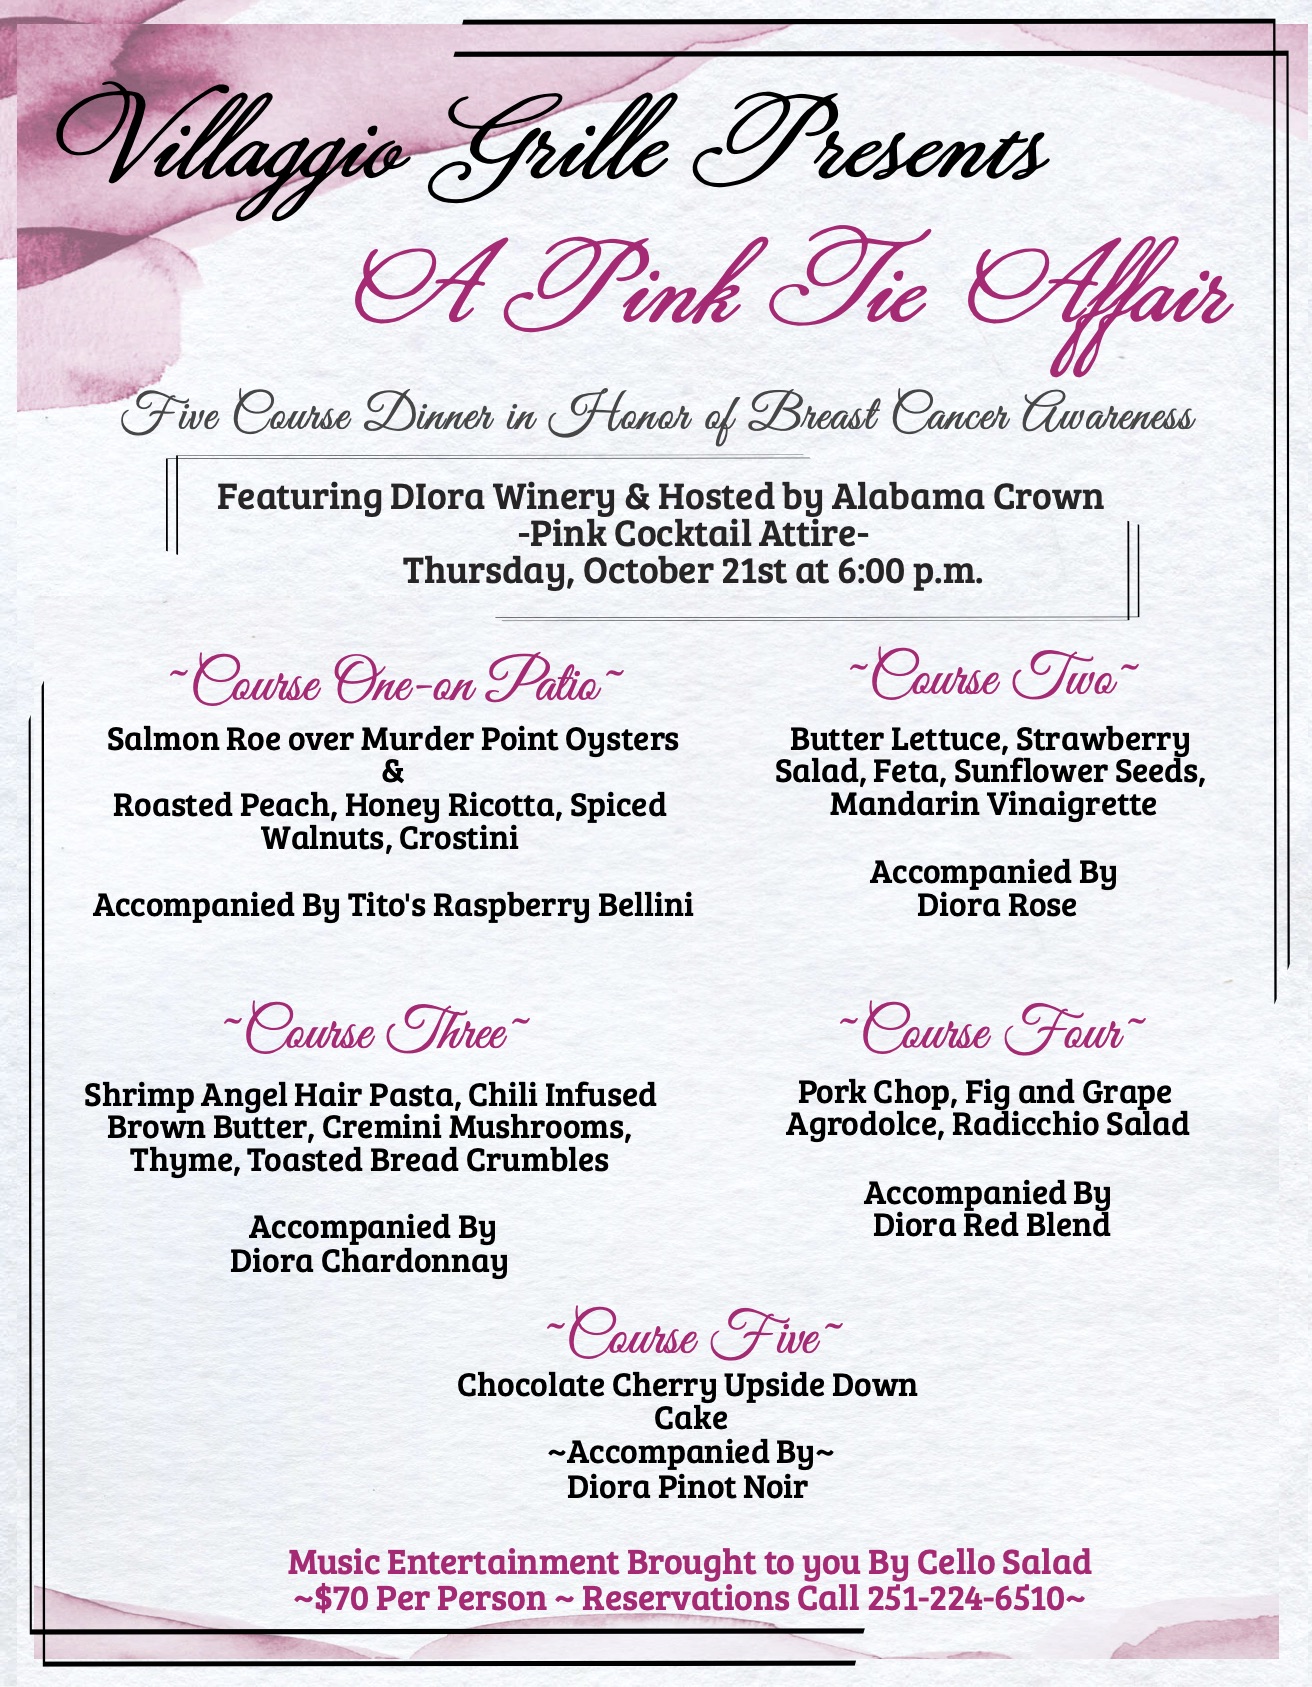 Villaggio Grille Presents
A Pink Tie Affair
Five Course Dinner in Honor of Breast Cancer Awareness
Featuring DIora Winery & Hosted by Alabama Crown
-Pink Cocktail Attire-
Thursday, October 21st at 6:00 p.m.
~Course One-on Patio~
Salmon Roe over Murder Point Oysters
&
Roasted Peach, Honey Ricotta, Spiced
Walnuts, Crostini
Accompanied By Tito's Raspberry Bellini
~Course Two~
Butter Lettuce, Strawberry
Salad, Feta, Sunflower Seeds,
Mandarin Vinaigrette
Accompanied By
Diora Rose
~Course Three~
Shrimp Angel Hair Pasta, Chili Infused
Brown Butter, Cremini Mushrooms,
Thyme, Toasted Bread Crumbles
Accompanied By
Diora Chardonnay
~Course Four~
Pork Chop, Fig and Grape
Agrodolce, Radicchio Salad
Accompanied By
Diora Red Blend
~Course Five~
Chocolate Cherry Upside Down
Cake
~Accompanied By~
Diora Pinot Noir
Music Entertainment Brought to you By Cello Salad
~$70 Per Person ~ Reservations Call 251-224-6510~